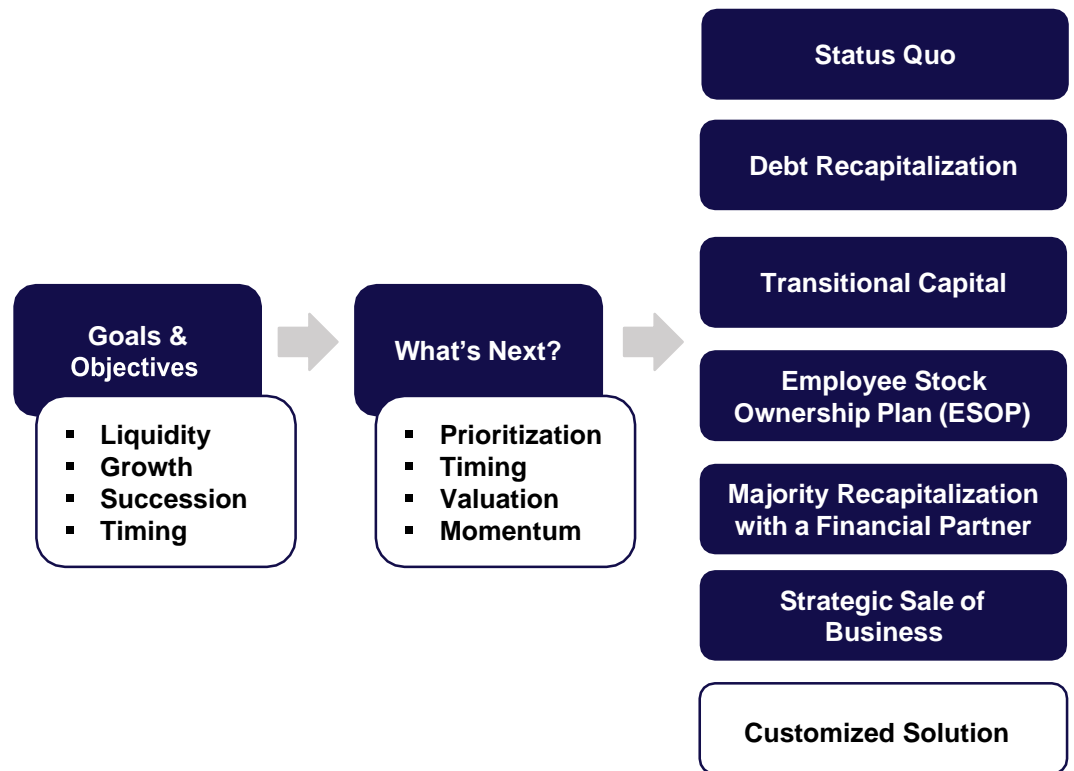 Goals &
Objectives
▪ Liquidity
▪ Growth
▪ Succession
▪ Timing
What’s Next?
▪ Prioritization
▪ Timing
▪ Valuation
▪ Momentum
Status Quo
Debt Recapitalization
Transitional Capital
Employee Stock
Ownership Plan (ESOP)
Majority Recapitalization
with a Financial Partner
Strategic Sale of
Business
Customized Solution